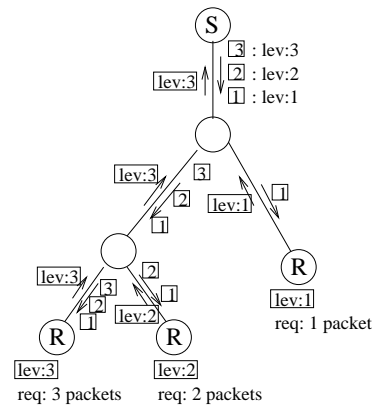 S
3 : lev:3
2 : lev:2
lev:3
1 : lev:1
lev:3
3
2
1
lev:1
1
lev:3
3
2
1
2
1
lev:2
R
lev:1
req: 1 packet
R
R
lev:3
lev:2
req: 3 packets
req: 2 packets